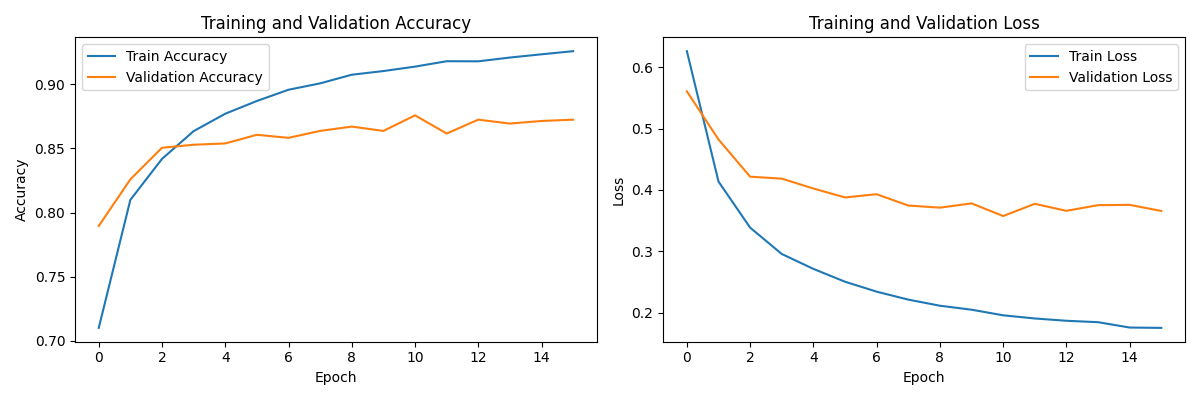 Training and Validation Accuracy
Train Accuracy
Validation Accuracy
0.90
0.85
0.80
0.75
0.70
Accuracy
0 2 4 6 8 10 12 14
Epoch
Training and Validation Loss
Train Loss
Validation Loss
0.6
0.5
0.4
0.3
0.2
Loss
0 2 4 6 8 10 12 14
Epoch